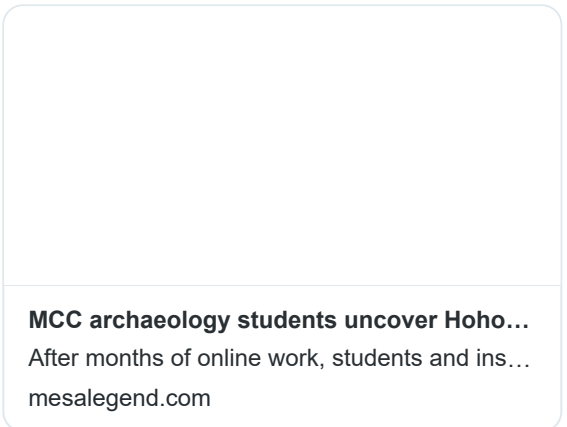 MCC archaeology students uncover Hoho…
After months of online work, students and ins…
mesalegend.com